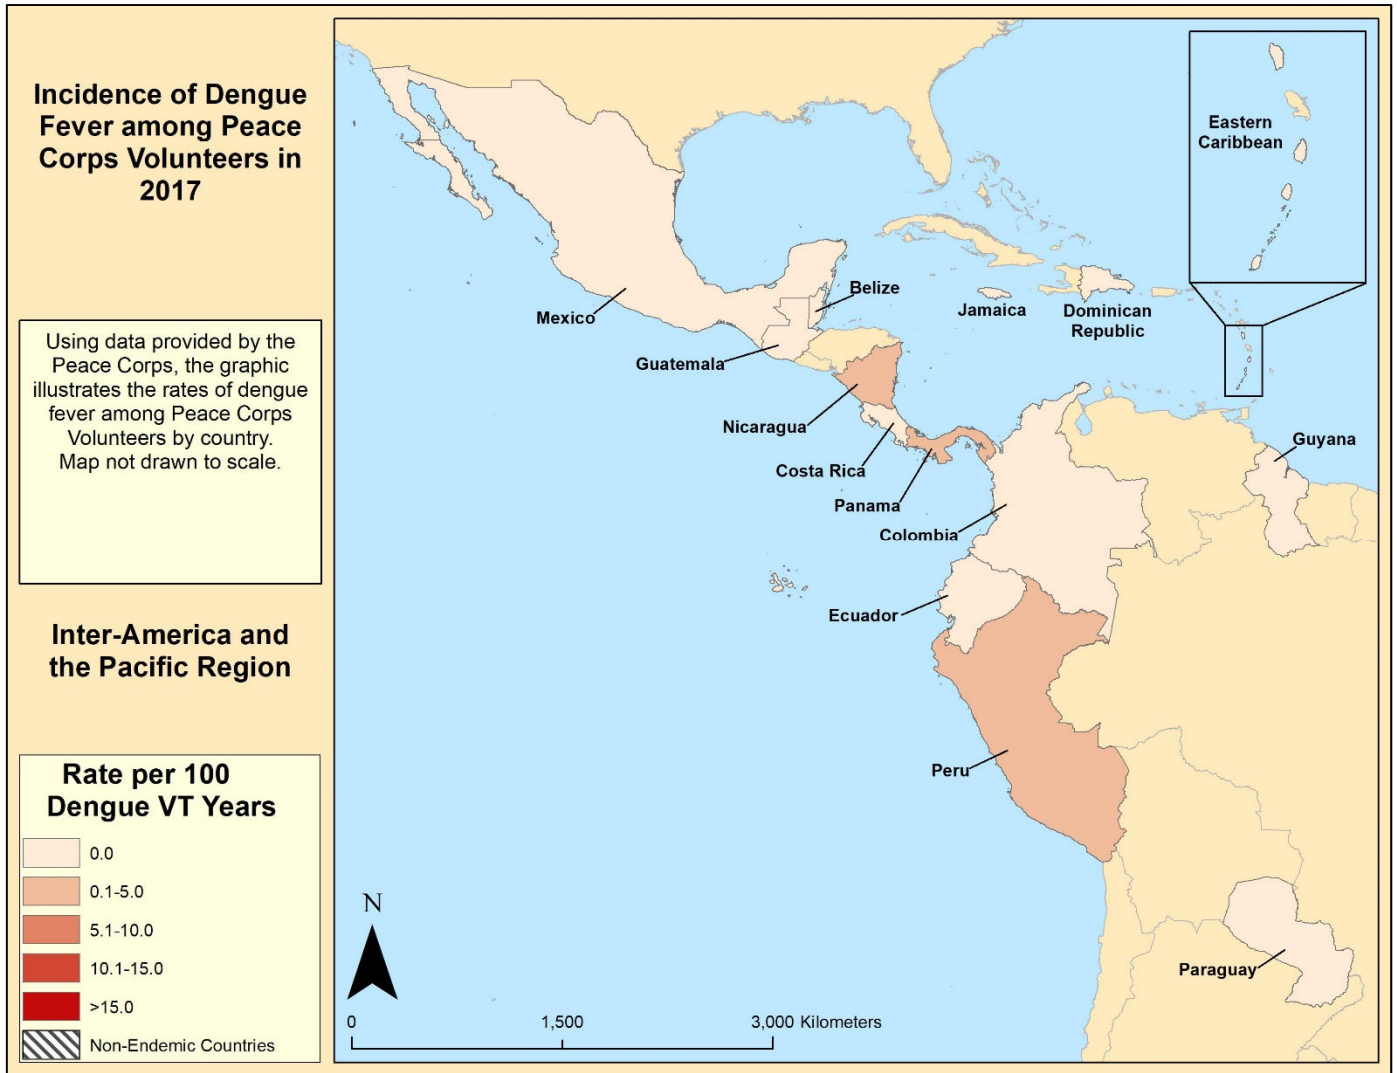 Incidence of Dengue
Fever among Peace
Corps Volunteers in
2017
Using data provided by the
Peace Corps, the graphic
illustrates the rates of dengue
fever among Peace Corps
Volunteers by country.
Map not drawn to scale.
Inter-America and
the Pacific Region
Rate per 100
Dengue VT Years
0.0
0.1-5.0
5.1-10.0
10.1-15.0
>15.0
Non-Endemic Countries
Eastern
Caribbean
Mexico
Belize
Jamaica
Dominican
Republic
Guatemala
Nicaragua
Costa Rica
Panama
Colombia
Guyana
Ecuador
Peru
Paraguay
N
0 1,500 3,000 Kilometers